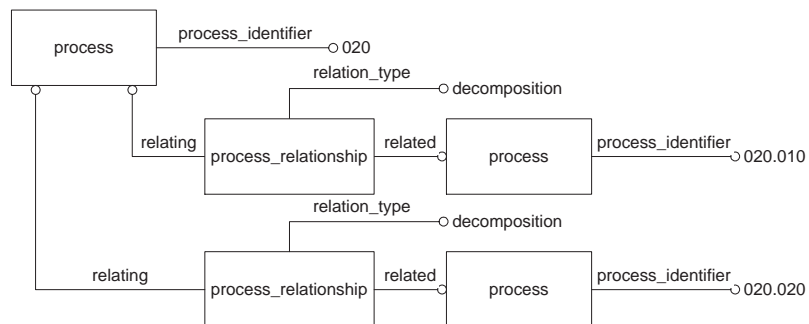 process process_identifier 020
relation_type
decomposition
relating process_relationship related process process_identifier 020.010
relation_type
decomposition
relating process_relationship related process process_identifier 020.020